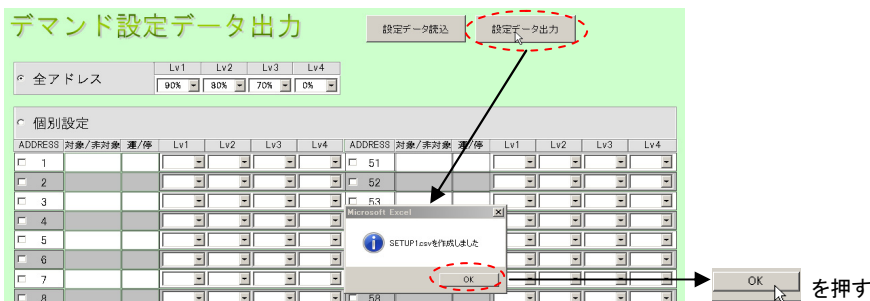 デマンド設定データ出力
設定データ読込
設定データ出力
全アドレス
Lv1 Lv2 Lv3 Lv4
90% 80% 70% 0%
個別設定
ADDRESS 対象/非対象 運/停 Lv1 Lv2 Lv3 Lv4 ADDRESS 対象/非対象 運/停 Lv1 Lv2 Lv3 Lv4
1 51
2 52
3 53
4
5
6
7
8 58
Microsoft Excel
SETUP1.csvを作成しました
OK
OK を押す